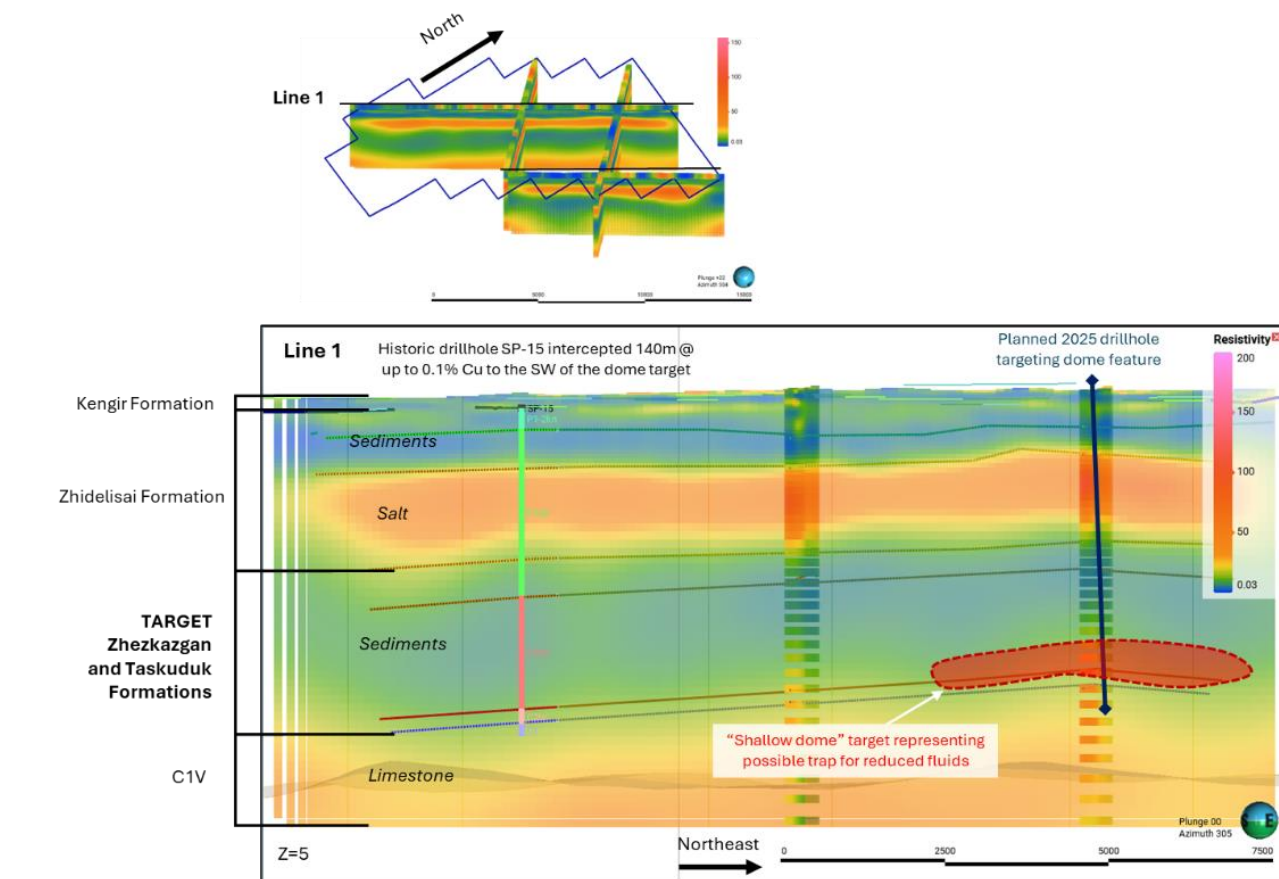 North
Line 1
150
100
50
0.03
Plunge +22
Azimuth 304
0
5000
10000
15000
Line 1
Historic drillhole SP-15 intercepted 140m @
up to 0.1% Cu to the SW of the dome target
Planned 2025 drillhole
targeting dome feature
Resistivity
200
150
100
50
0.03
Kengir Formation
SP-15
Sediments
Zhidelisai Formation
Salt
TARGET
Zhezkazgan
and Taskuduk
Formations
Sediments
"Shallow dome" target representing
possible trap for reduced fluids
C1V
Limestone
Plunge 00
Azimuth 305
S E
Z=5
Northeast
0
2500
5000
7500